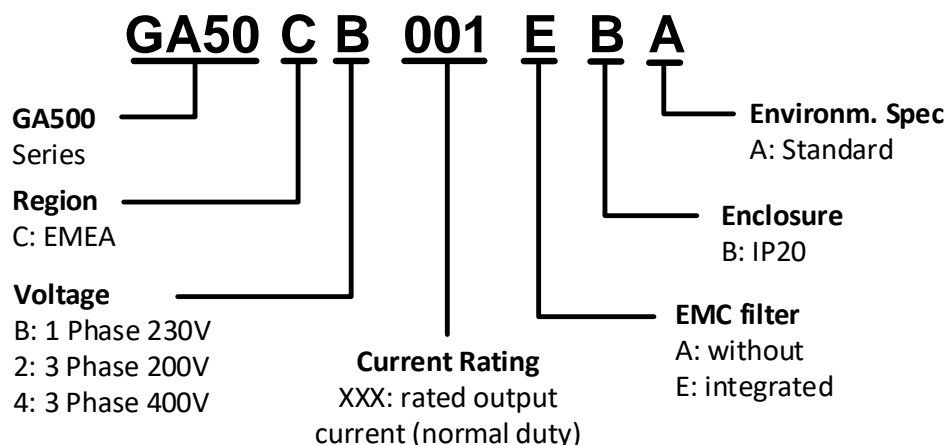 GA50 C B 001 E B A
GA500
Series
Region
C: EMEA
Voltage
B: 1 Phase 230V
2: 3 Phase 200V
4: 3 Phase 400V
Current Rating
XXX: rated output
current (normal duty)
EMC filter
A: without
E: integrated
Enclosure
B: IP20
Environm. Spec
A: Standard